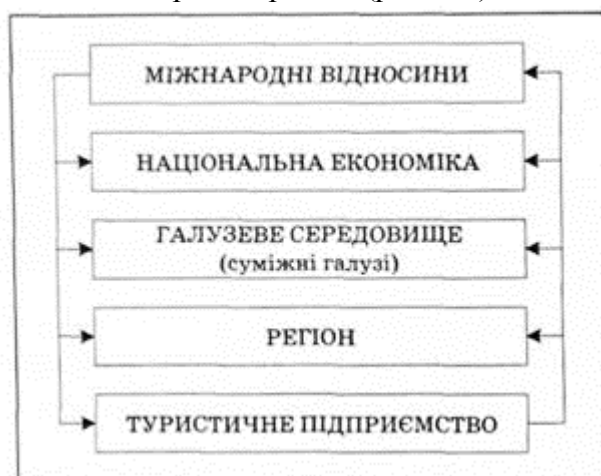 МІЖНАРОДНІ ВІДНОСИНИ
НАЦІОНАЛЬНА ЕКОНОМІКА
ГАЛУЗЕВЕ СЕРЕДОВИЩЕ
(суміжні галузі)
РЕГІОН
ТУРИСТИЧНЕ ПІДПРИЄМСТВО